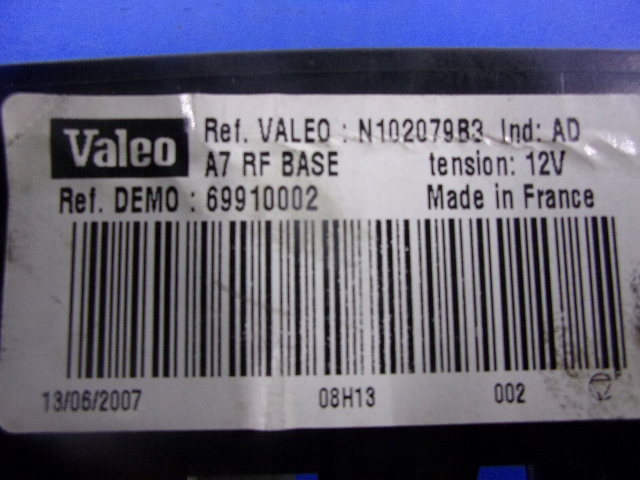 Valeo Ref. VALEO : N102079B3 Ind: AD
A7 RF BASE tension: 12V
Ref. DEMO : 69910002 Made in France
13/06/2007 08H13 002